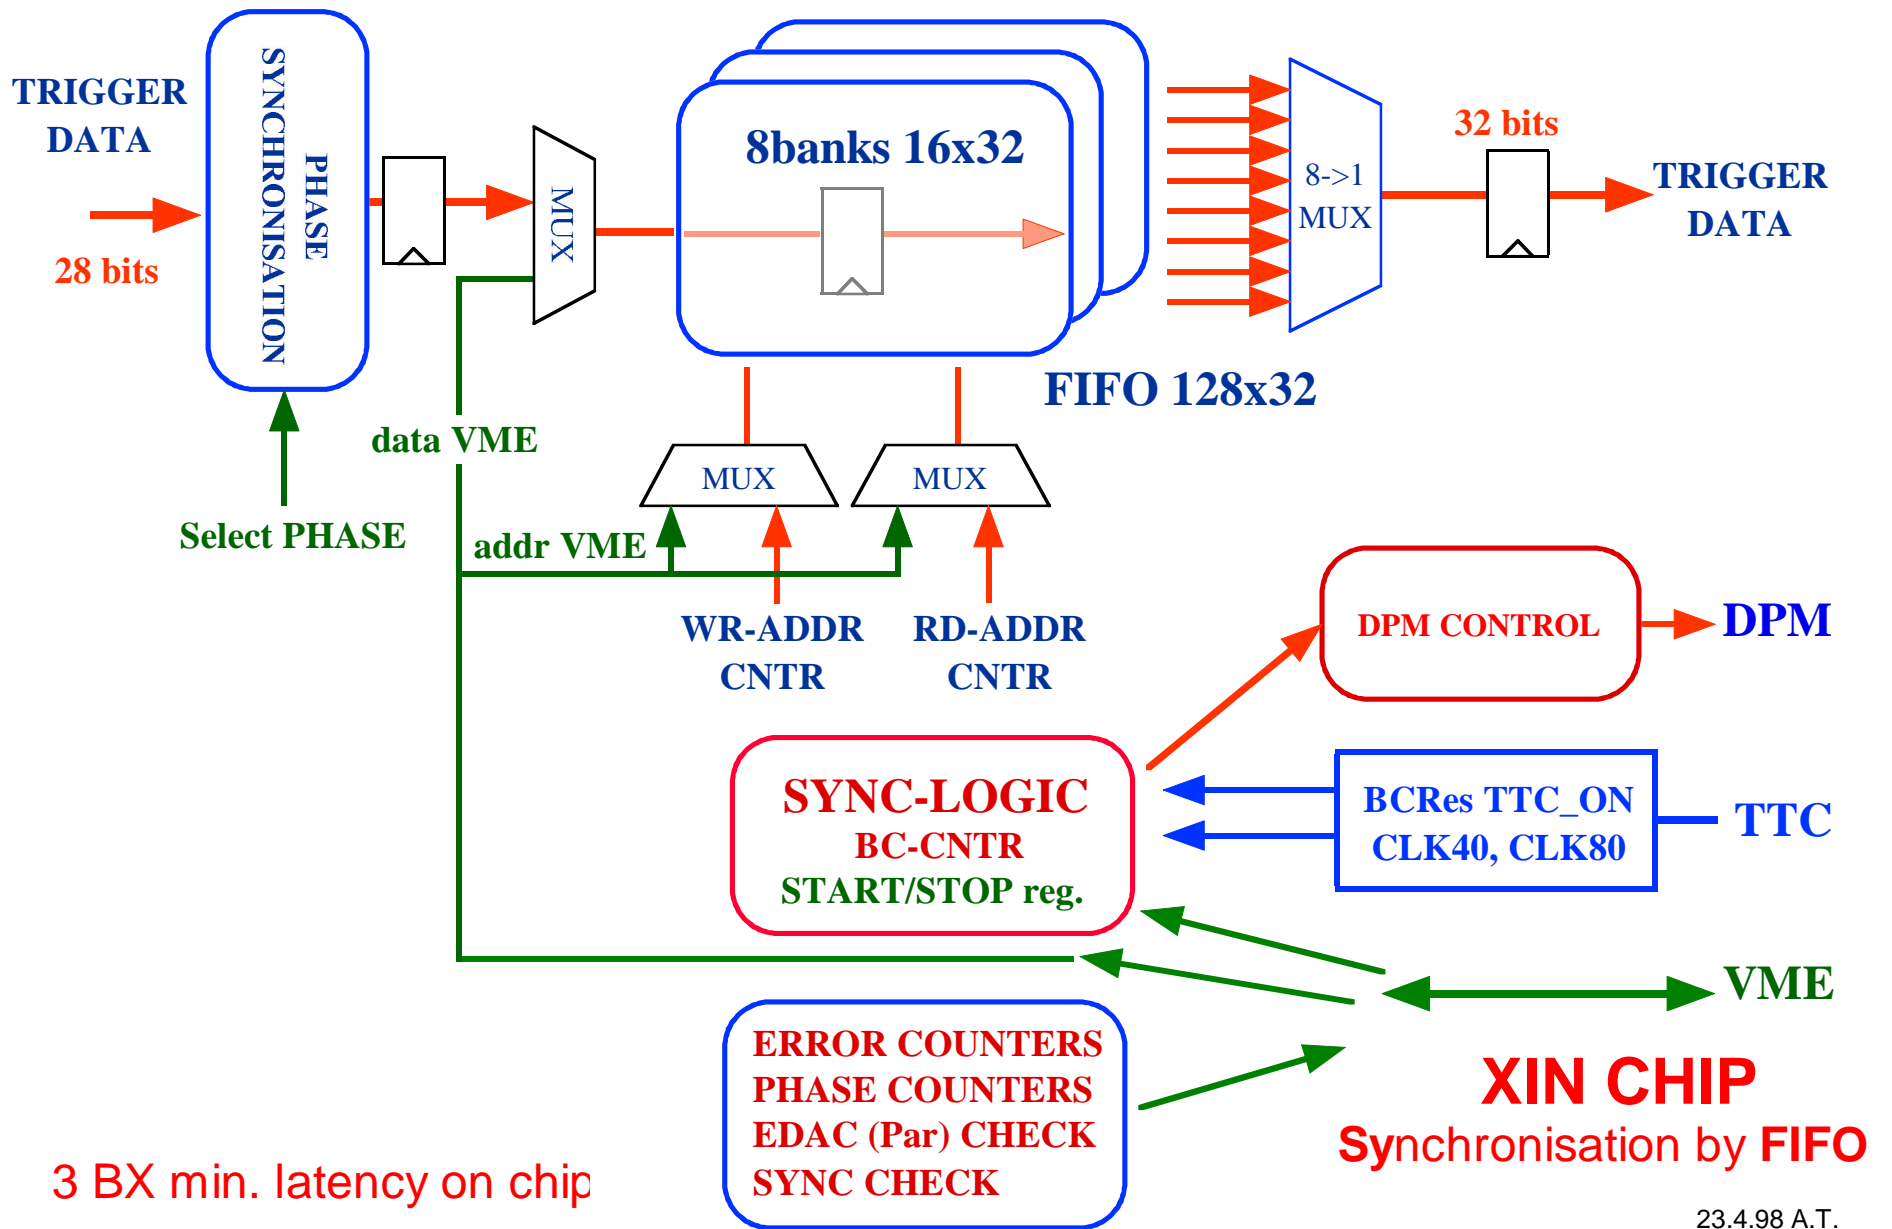 TRIGGER
DATA
28 bits
PHASE
SYNCHRONISATION
Select PHASE
MUX
data VME
addr VME
8banks 16x32
FIFO 128x32
MUX
MUX
WR-ADDR
CNTR
RD-ADDR
CNTR
8->1
MUX
32 bits
TRIGGER
DATA
DPM CONTROL
DPM
SYNC-LOGIC
BC-CNTR
START/STOP reg.
BCRes TTC_ON
CLK40, CLK80
TTC
VME
ERROR COUNTERS
PHASE COUNTERS
EDAC (Par) CHECK
SYNC CHECK
XIN CHIP
Synchronisation by FIFO
3 BX min. latency on chip
23.4.98 A.T.